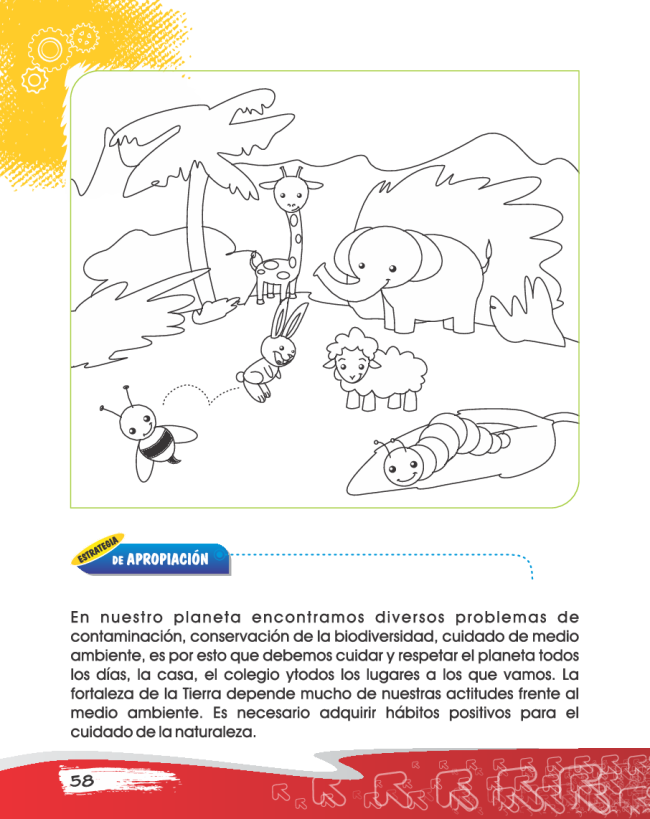 ESTRATEGIA
DE APROPIACIÓN
En nuestro planeta encontramos diversos problemas de
contaminación, conservación de la biodiversidad, cuidado de medio
ambiente, es por esto que debemos cuidar y respetar el planeta todos
los días, la casa, el colegio ytodos los lugares a los que vamos. La
fortaleza de la Tierra depende mucho de nuestras actitudes frente al
medio ambiente. Es necesario adquirir hábitos positivos para el
cuidado de la naturaleza.
58